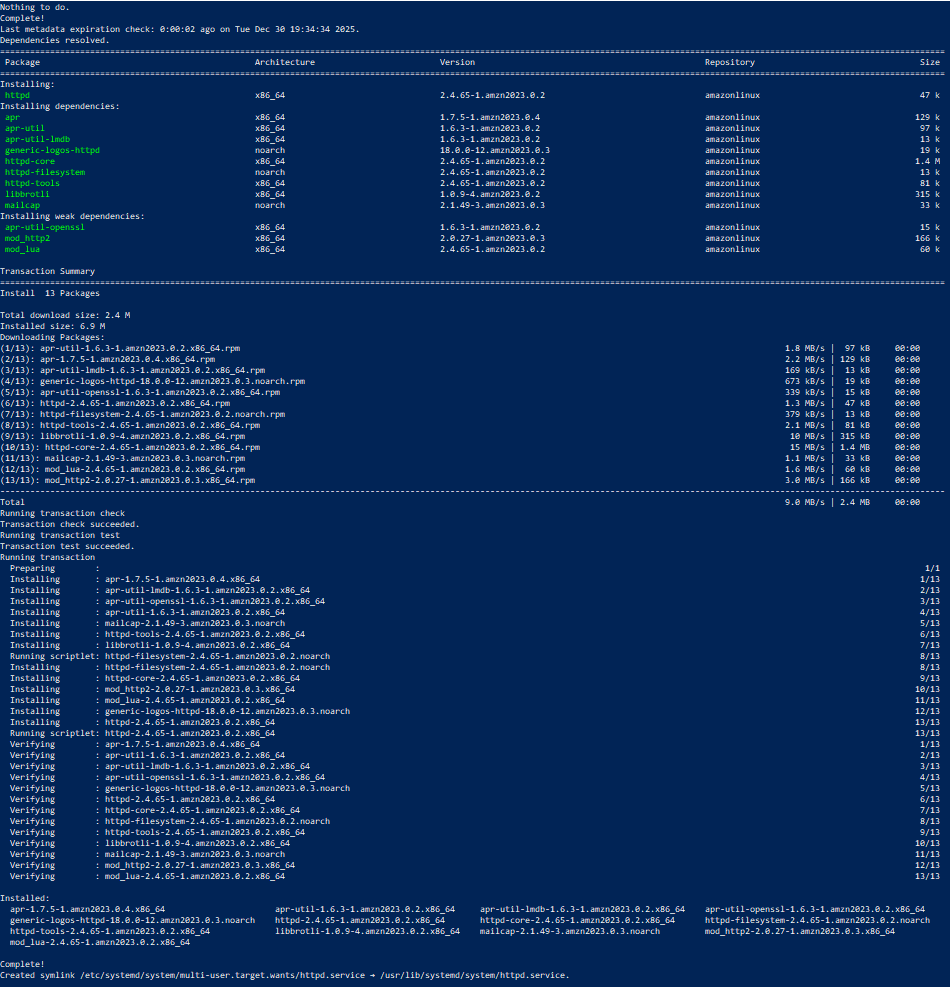 Nothing to do.
Complete!
Last metadata expiration check: 0:00:02 ago on Tue Dec 30 19:34:34 2025.
Dependencies resolved.
================================================================================
Package Architecture Version Repository Size
================================================================================
Installing:
httpd x86_64 2.4.65-1.amzn2023.0.2 amazonlinux 47 k
Installing dependencies:
apr x86_64 1.7.5-1.amzn2023.0.4 amazonlinux 129 k
apr-util x86_64 1.6.3-1.amzn2023.0.2 amazonlinux 97 k
apr-util-lmdb x86_64 1.6.3-1.amzn2023.0.2 amazonlinux 13 k
generic-logos-httpd noarch 18.0.0-12.amzn2023.0.3 amazonlinux 19 k
httpd-core x86_64 2.4.65-1.amzn2023.0.2 amazonlinux 1.4 M
httpd-filesystem noarch 2.4.65-1.amzn2023.0.2 amazonlinux 13 k
httpd-tools x86_64 2.4.65-1.amzn2023.0.2 amazonlinux 81 k
libbrotli x86_64 1.0.9-4.amzn2023.0.2 amazonlinux 315 k
mailcap noarch 2.1.49-3.amzn2023.0.3 amazonlinux 33 k
Installing weak dependencies:
apr-util-openssl x86_64 1.6.3-1.amzn2023.0.2 amazonlinux 15 k
mod_http2 x86_64 2.0.27-1.amzn2023.0.3 amazonlinux 166 k
mod_lua x86_64 2.4.65-1.amzn2023.0.2 amazonlinux 60 k
Transaction Summary
================================================================================
Install 13 Packages
Total download size: 2.4 M
Installed size: 6.9 M
Downloading Packages:
(1/13): apr-util-1.6.3-1.amzn2023.0.2.x86_64.rpm 1.8 MB/s | 97 kB 00:00
(2/13): apr-1.7.5-1.amzn2023.0.4.x86_64.rpm 2.2 MB/s | 129 kB 00:00
(3/13): apr-util-lmdb-1.6.3-1.amzn2023.0.2.x86_64.rpm 169 kB/s | 13 kB 00:00
(4/13): generic-logos-httpd-18.0.0-12.amzn2023.0.3.noarch.rpm 673 kB/s | 19 kB 00:00
(5/13): apr-util-openssl-1.6.3-1.amzn2023.0.2.x86_64.rpm 339 kB/s | 15 kB 00:00
(6/13): httpd-2.4.65-1.amzn2023.0.2.x86_64.rpm 1.3 MB/s | 47 kB 00:00
(7/13): httpd-filesystem-2.4.65-1.amzn2023.0.2.noarch.rpm 379 kB/s | 13 kB 00:00
(8/13): httpd-tools-2.4.65-1.amzn2023.0.2.x86_64.rpm 2.1 MB/s | 81 kB 00:00
(9/13): libbrotli-1.0.9-4.amzn2023.0.2.x86_64.rpm 10 MB/s | 315 kB 00:00
(10/13): httpd-core-2.4.65-1.amzn2023.0.2.x86_64.rpm 15 MB/s | 1.4 MB 00:00
(11/13): mailcap-2.1.49-3.amzn2023.0.3.noarch.rpm 1.1 MB/s | 33 kB 00:00
(12/13): mod_lua-2.4.65-1.amzn2023.0.2.x86_64.rpm 1.6 MB/s | 60 kB 00:00
(13/13): mod_http2-2.0.27-1.amzn2023.0.3.x86_64.rpm 3.0 MB/s | 166 kB 00:00
--------------------------------------------------------------------------------
Total 9.0 MB/s | 2.4 MB 00:00
Running transaction check
Transaction check succeeded.
Running transaction test
Transaction test succeeded.
Running transaction
Preparing : 1/1
Installing : apr-1.7.5-1.amzn2023.0.4.x86_64 1/13
Installing : apr-util-lmdb-1.6.3-1.amzn2023.0.2.x86_64 2/13
Installing : apr-util-openssl-1.6.3-1.amzn2023.0.2.x86_64 3/13
Installing : apr-util-1.6.3-1.amzn2023.0.2.x86_64 4/13
Installing : mailcap-2.1.49-3.amzn2023.0.3.noarch 5/13
Installing : httpd-tools-2.4.65-1.amzn2023.0.2.x86_64 6/13
Installing : libbrotli-1.0.9-4.amzn2023.0.2.x86_64 7/13
Running scriptlet: httpd-filesystem-2.4.65-1.amzn2023.0.2.noarch 8/13
Installing : httpd-filesystem-2.4.65-1.amzn2023.0.2.noarch 8/13
Installing : httpd-core-2.4.65-1.amzn2023.0.2.x86_64 9/13
Installing : mod_http2-2.0.27-1.amzn2023.0.3.x86_64 10/13
Installing : mod_lua-2.4.65-1.amzn2023.0.2.x86_64 11/13
Installing : generic-logos-httpd-18.0.0-12.amzn2023.0.3.noarch 12/13
Installing : httpd-2.4.65-1.amzn2023.0.2.x86_64 13/13
Running scriptlet: httpd-2.4.65-1.amzn2023.0.2.x86_64 13/13
Verifying : apr-1.7.5-1.amzn2023.0.4.x86_64 1/13
Verifying : apr-util-1.6.3-1.amzn2023.0.2.x86_64 2/13
Verifying : apr-util-lmdb-1.6.3-1.amzn2023.0.2.x86_64 3/13
Verifying : apr-util-openssl-1.6.3-1.amzn2023.0.2.x86_64 4/13
Verifying : generic-logos-httpd-18.0.0-12.amzn2023.0.3.noarch 5/13
Verifying : httpd-2.4.65-1.amzn2023.0.2.x86_64 6/13
Verifying : httpd-core-2.4.65-1.amzn2023.0.2.x86_64 7/13
Verifying : httpd-filesystem-2.4.65-1.amzn2023.0.2.noarch 8/13
Verifying : httpd-tools-2.4.65-1.amzn2023.0.2.x86_64 9/13
Verifying : libbrotli-1.0.9-4.amzn2023.0.2.x86_64 10/13
Verifying : mailcap-2.1.49-3.amzn2023.0.3.noarch 11/13
Verifying : mod_http2-2.0.27-1.amzn2023.0.3.x86_64 12/13
Verifying : mod_lua-2.4.65-1.amzn2023.0.2.x86_64 13/13
Installed:
apr-1.7.5-1.amzn2023.0.4.x86_64 apr-util-1.6.3-1.amzn2023.0.2.x86_64 apr-util-lmdb-1.6.3-1.amzn2023.0.2.x86_64 apr-util-openssl-1.6.3-1.amzn2023.0.2.x86_64
generic-logos-httpd-18.0.0-12.amzn2023.0.3.noarch httpd-2.4.65-1.amzn2023.0.2.x86_64 httpd-core-2.4.65-1.amzn2023.0.2.x86_64 httpd-filesystem-2.4.65-1.amzn2023.0.2.noarch
httpd-tools-2.4.65-1.amzn2023.0.2.x86_64 libbrotli-1.0.9-4.amzn2023.0.2.x86_64 mailcap-2.1.49-3.amzn2023.0.3.noarch mod_http2-2.0.27-1.amzn2023.0.3.x86_64
mod_lua-2.4.65-1.amzn2023.0.2.x86_64
Complete!
Created symlink /etc/systemd/system/multi-user.target.wants/httpd.service → /usr/lib/systemd/system/httpd.service.